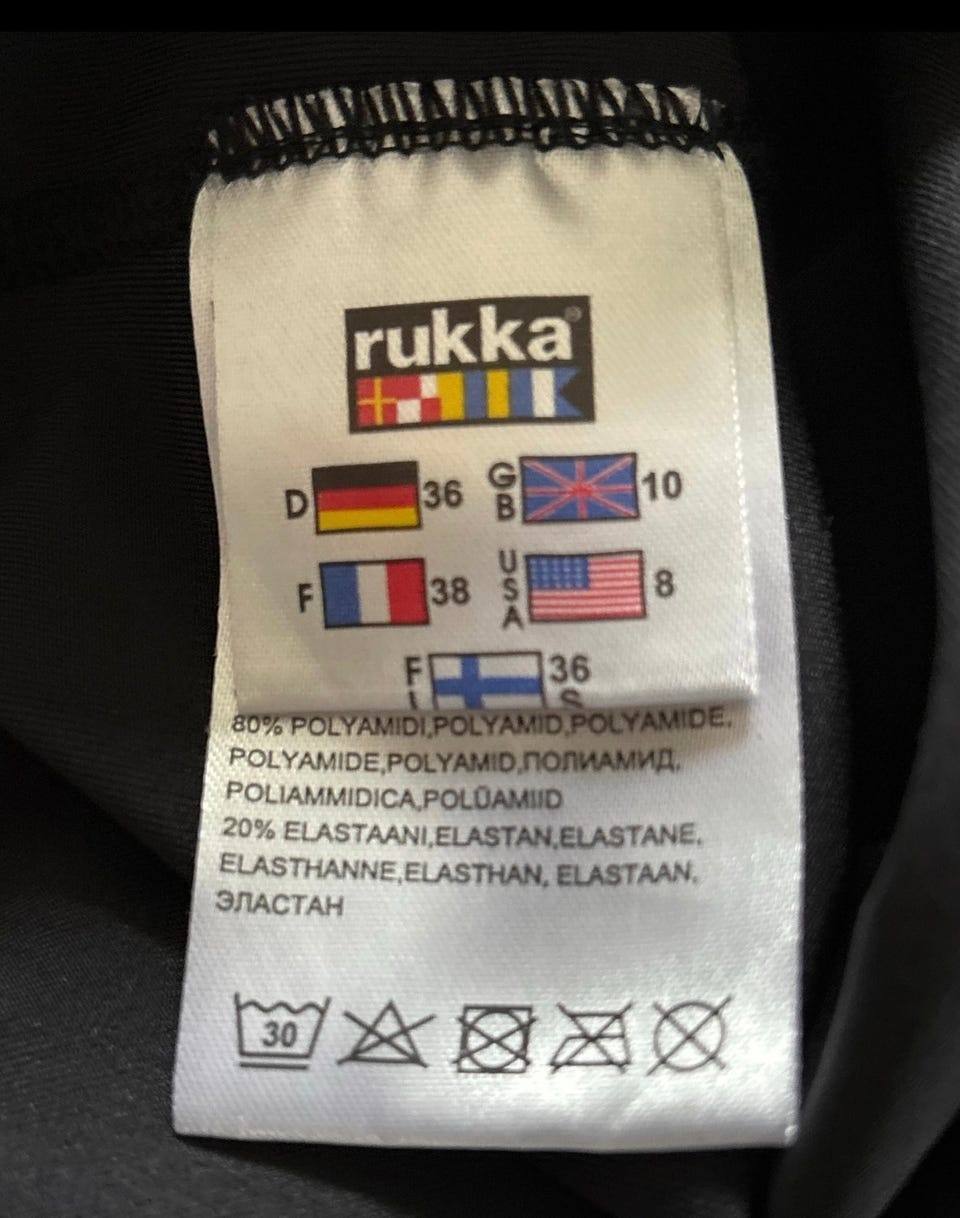 rukka®
D 36 GB 10
F 38 USA 8
FI 36
S
80% POLYAMIDI,POLYAMID,POLYAMIDE,
POLYAMIDE,POLYAMID,ПОЛИАМИД,
POLIAMMIDICA,POLÜAMIID
20% ELASTAANI,ELASTAN,ELASTANE,
ELASTHANNE,ELASTHAN, ELASTAAN,
ЭЛАСТАН
30